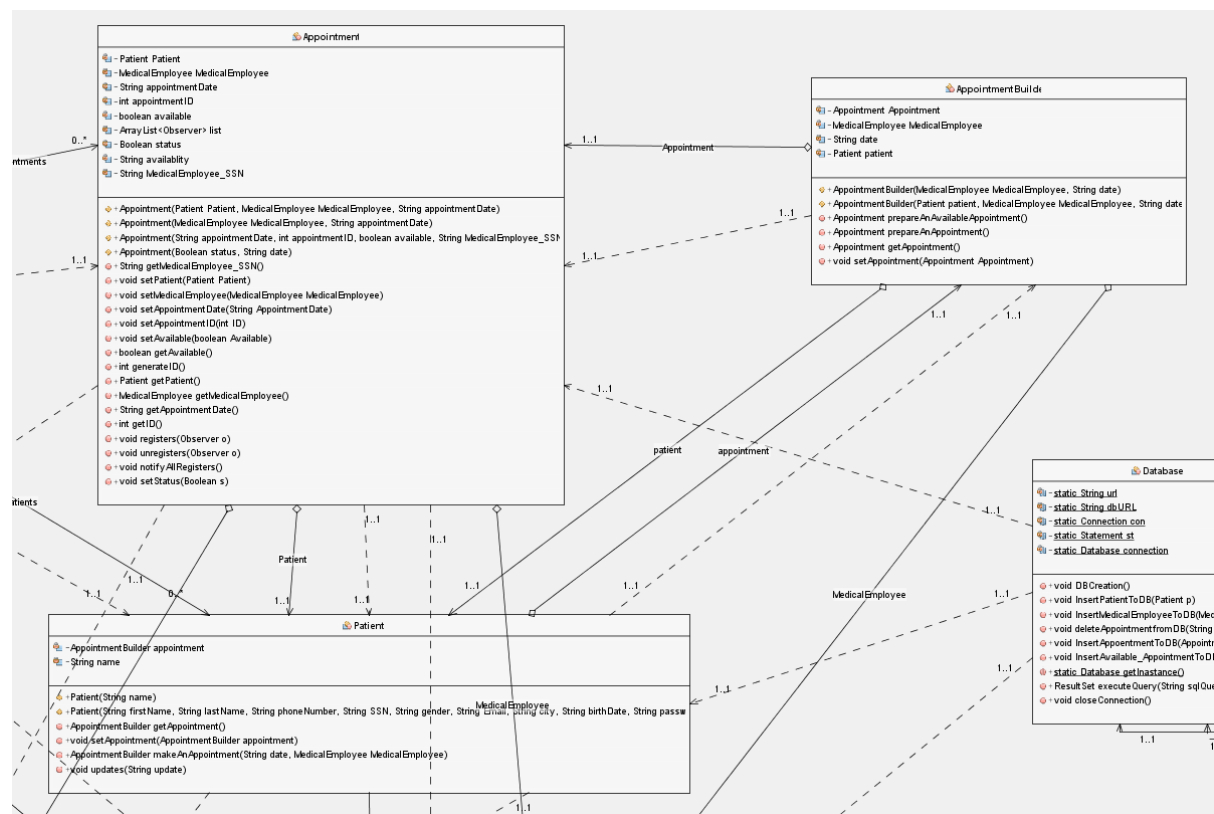 Appointment
- Patient Patient
- MedicalEmployee MedicalEmployee
- String appointmentDate
- int appointmentID
- boolean available
- ArrayList<Observer> list
- Boolean status
- String availablity
- String MedicalEmployee_SSN
+ Appointment(Patient Patient, MedicalEmployee MedicalEmployee, String appointmentDate)
+ Appointment(MedicalEmployee MedicalEmployee, String appointmentDate)
+ Appointment(String appointmentDate, int appointmentID, boolean available, String MedicalEmployee_SSN
+ Appointment(Boolean status, String date)
+ String getMedicalEmployee_SSN()
+ void setPatient(Patient Patient)
+ void setMedicalEmployee(MedicalEmployee MedicalEmployee)
+ void setAppointmentDate(String AppointmentDate)
+ void setAppointmentID(int ID)
+ void setAvailable(boolean Available)
+ boolean getAvailable()
+ int generateID()
+ Patient getPatient()
+ MedicalEmployee getMedicalEmployee()
+ String getAppointmentDate()
+ int getID()
+ void registers(Observer o)
+ void unregisters(Observer o)
+ void notifyAllRegisters()
+ void setStatus(Boolean s)
AppointmentBuilde
- Appointment Appointment
- MedicalEmployee MedicalEmployee
- String date
- Patient patient
+ AppointmentBuilder(MedicalEmployee MedicalEmployee, String date)
+ AppointmentBuilder(Patient patient, MedicalEmployee MedicalEmployee, String date
+ Appointment prepareAnAvailableAppointment()
+ Appointment prepareAnAppointment()
+ Appointment getAppointment()
+ void setAppointment(Appointment Appointment)
0..*
ntments
1..1
Appointment
1..1
1..1
1..1
1..1
1..1
1..1
patient
appointment
1..1
MedicalEmployee
Database
- static String url
- static String dbURL
- static Connection con
- static Statement st
- static Database connection
+ void DBCreation()
+ void InsertPatientToDB(Patient p)
+ void InsertMedicalEmployeeToDB(Med
+ void deleteAppointmentfromDB(String
+ void InsertAppoentmentToDB(Appointr
+ void InsertAvailable_AppointmentToDB
+ static Database getInastance()
+ ResultSet executeQuery(String sqlQue
+ void closeConnection()
1..1
1..1
1..1
1..1
atients
1..1
1..1
Patient
1..1
1..1
0..*
1..1
1..1
1..1
1..1
Patient
- AppointmentBuilder appointment
- String name
+ Patient(String name)
+ Patient(String firstName, String lastName, String phoneNumber, String SSN, String gender, String Email, String city, String birthDate, String passw
+ AppointmentBuilder getAppointment()
+ void setAppointment(AppointmentBuilder appointment)
+ AppointmentBuilder makeAnAppointment(String date, MedicalEmployee MedicalEmployee)
+ void updates(String update)
MedicalEmployee
1..1